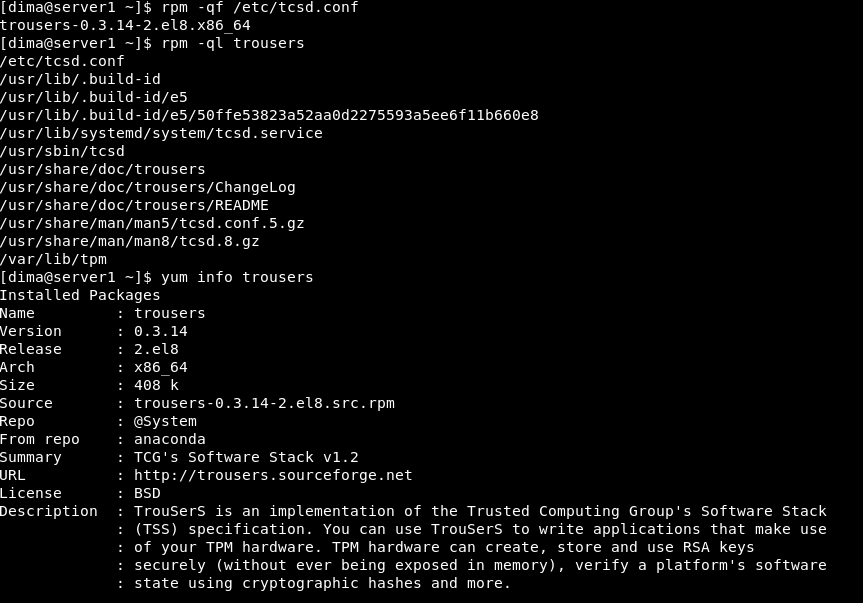 [dima@server1 ~]$ rpm -qf /etc/tcsd.conf
trousers-0.3.14-2.el8.x86_64
[dima@server1 ~]$ rpm -ql trousers
/etc/tcsd.conf
/usr/lib/.build-id
/usr/lib/.build-id/e5
/usr/lib/.build-id/e5/50ffe53823a52aa0d2275593a5ee6f11b660e8
/usr/lib/systemd/system/tcsd.service
/usr/sbin/tcsd
/usr/share/doc/trousers
/usr/share/doc/trousers/ChangeLog
/usr/share/doc/trousers/README
/usr/share/man/man5/tcsd.conf.5.gz
/usr/share/man/man8/tcsd.8.gz
/var/lib/tpm
[dima@server1 ~]$ yum info trousers
Installed Packages
Name         : trousers
Version      : 0.3.14
Release      : 2.el8
Arch         : x86_64
Size         : 408 k
Source       : trousers-0.3.14-2.el8.src.rpm
Repo         : @System
From repo    : anaconda
Summary      : TCG's Software Stack v1.2
URL          : http://trousers.sourceforge.net
License      : BSD
Description  : TrouSerS is an implementation of the Trusted Computing Group's Software Stack
             : (TSS) specification. You can use TrouSerS to write applications that make use
             : of your TPM hardware. TPM hardware can create, store and use RSA keys
             : securely (without ever being exposed in memory), verify a platform's software
             : state using cryptographic hashes and more.